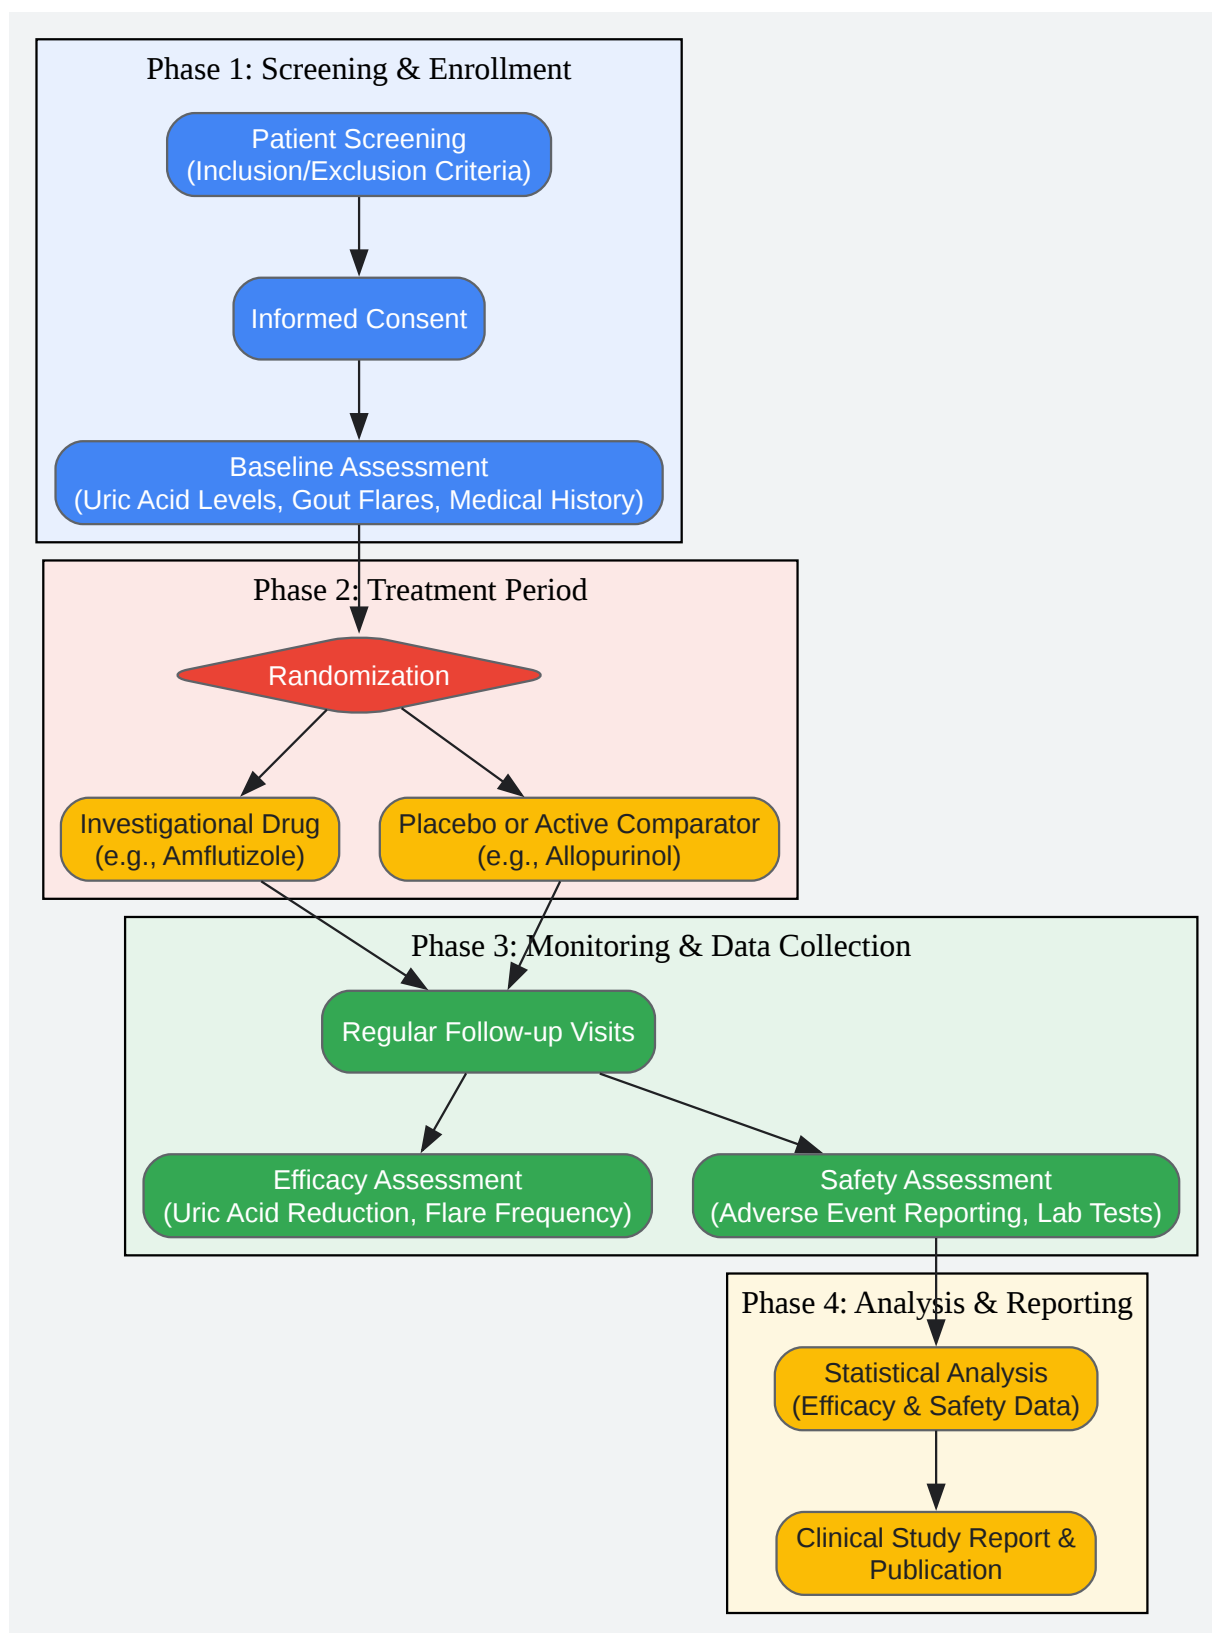 Phase 1: Screening & Enrollment
Patient Screening
(Inclusion/Exclusion Criteria)
Informed Consent
Baseline Assessment
(Uric Acid Levels, Gout Flares, Medical History)
Phase 2: Treatment Period
Randomization
Investigational Drug
(e.g., Amflutizole)
Placebo or Active Comparator
(e.g., Allopurinol)
Phase 3: Monitoring & Data Collection
Regular Follow-up Visits
Efficacy Assessment
(Uric Acid Reduction, Flare Frequency)
Safety Assessment
(Adverse Event Reporting, Lab Tests)
Phase 4: Analysis & Reporting
Statistical Analysis
(Efficacy & Safety Data)
Clinical Study Report &
Publication